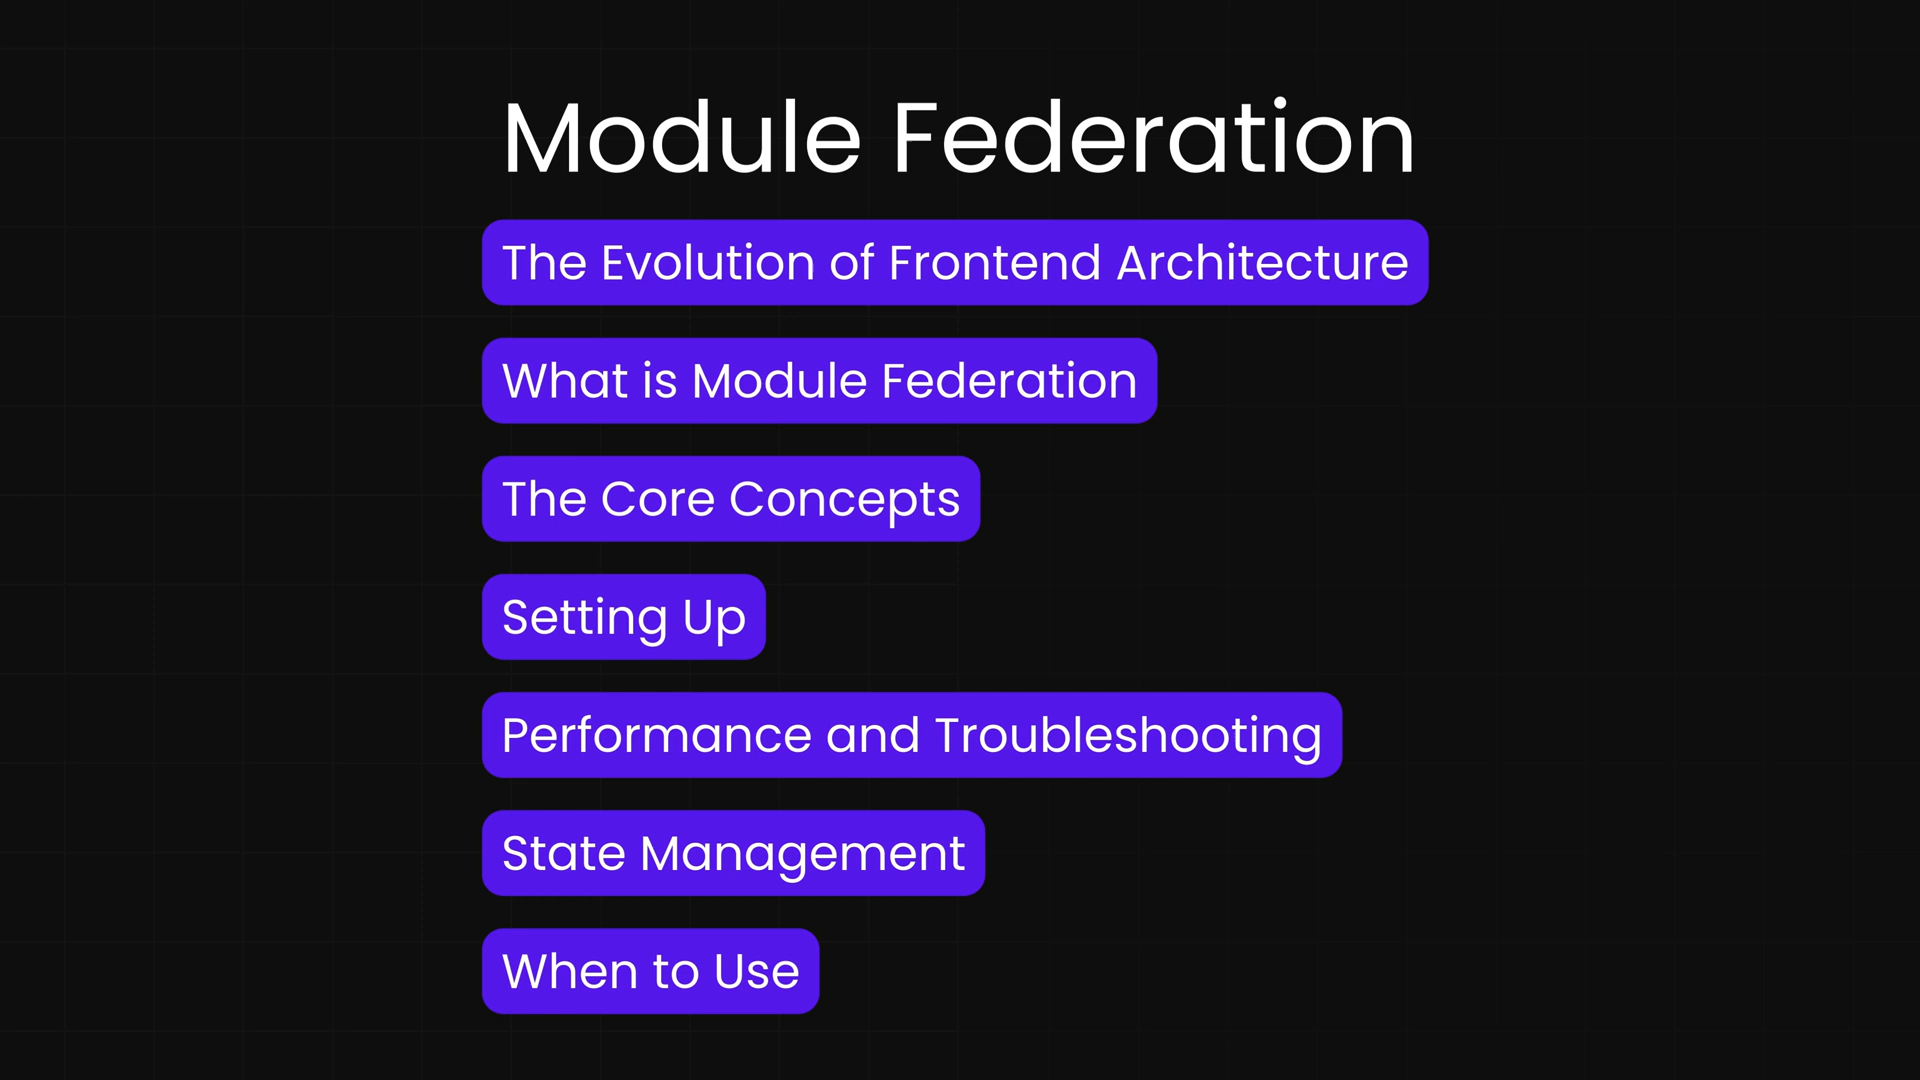 Module Federation
The Evolution of Frontend Architecture
What is Module Federation
The Core Concepts
Setting Up
Performance and Troubleshooting
State Management
When to Use